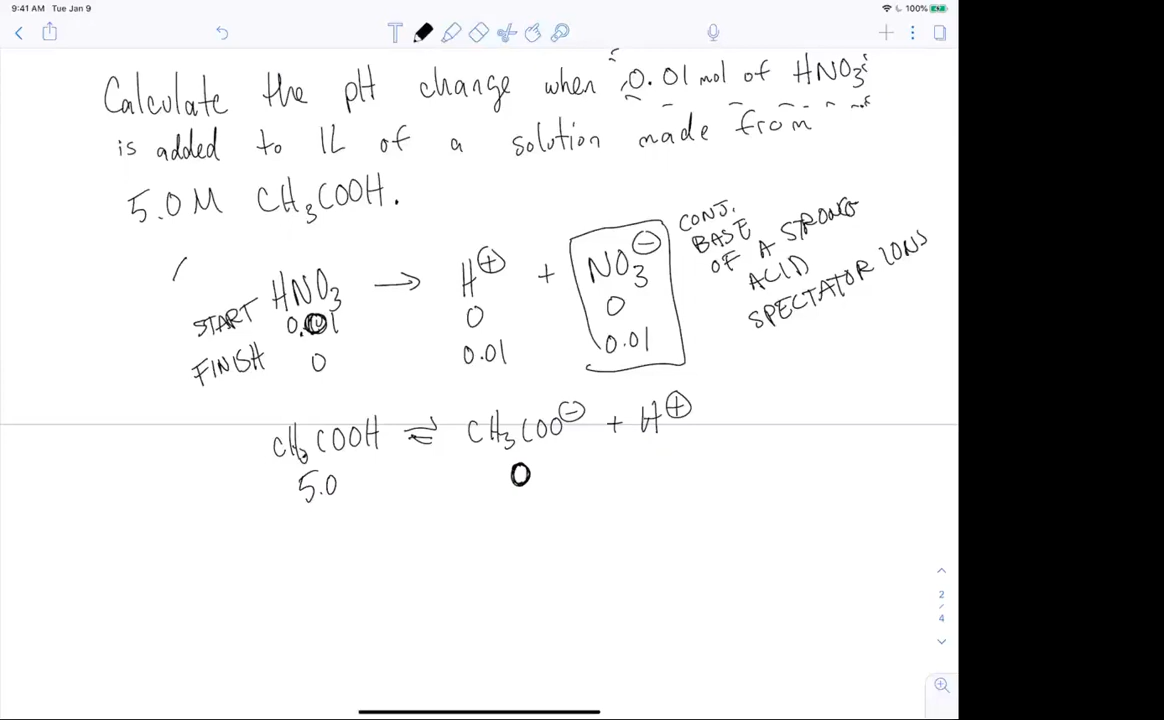 9:41 AM Tue Jan 9
100%
Calculate the pH change when 0.01 mol of HNO3
is added to 1L of a solution made from
5.0 M CH3COOH.
HNO3 → H⊕ + NO3⊖
CONJ.
BASE
OF A STRONG
ACID
SPECTATOR IONS
START 0.01 0 0
FINISH 0 0.01 0.01
CH3COOH ⇌ CH3COO⊖ + H⊕
5.0 0
2
/
4